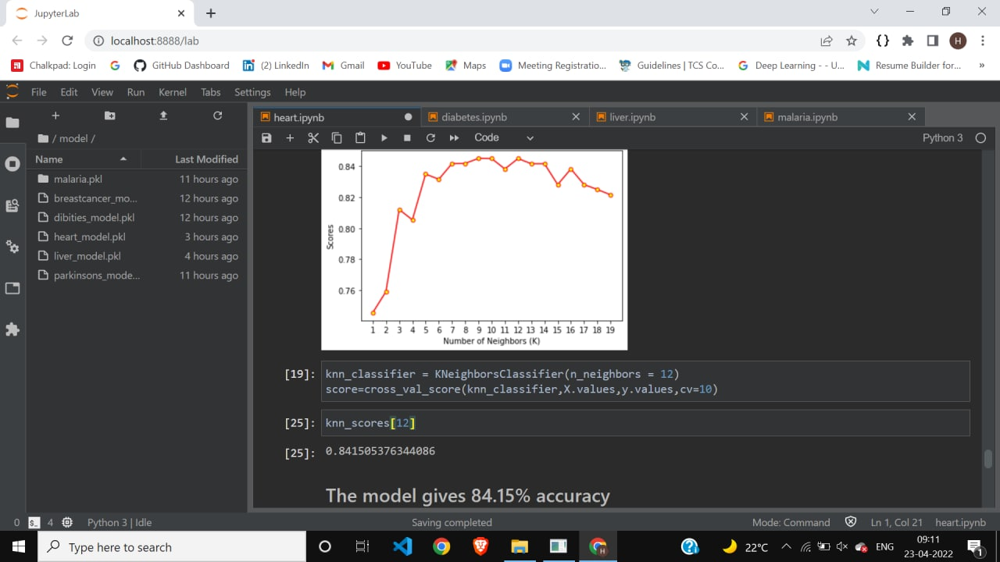 JupyterLab
localhost:8888/lab
H
Chalkpad: Login
GitHub Dashboard
(2) LinkedIn
Gmail
YouTube
Maps
Meeting Registratio...
Guidelines | TCS Co...
Deep Learning - - U...
Resume Builder for...
»
File Edit View Run Kernel Tabs Settings Help
heart.ipynb
diabetes.ipynb
liver.ipynb
malaria.ipynb
Code
Python 3
/ model /
Name Last Modified
malaria.pkl 11 hours ago
breastcancer_mo... 12 hours ago
dibities_model.pkl 12 hours ago
heart_model.pkl 3 hours ago
liver_model.pkl 4 hours ago
parkinsons_mode... 11 hours ago
0.84
0.82
0.80
0.78
0.76
Scores
1 2 3 4 5 6 7 8 9 10 11 12 13 14 15 16 17 18 19
Number of Neighbors (K)
[19]: knn_classifier = KNeighborsClassifier(n_neighbors = 12)
score=cross_val_score(knn_classifier,X.values,y.values,cv=10)
[25]: knn_scores[12]
[25]: 0.841505376344086
The model gives 84.15% accuracy
0 $_ 4 Python 3 | Idle Saving completed Mode: Command Ln 1, Col 21 heart.ipynb
Type here to search
H
22°C
ENG
09:11
23-04-2022
1